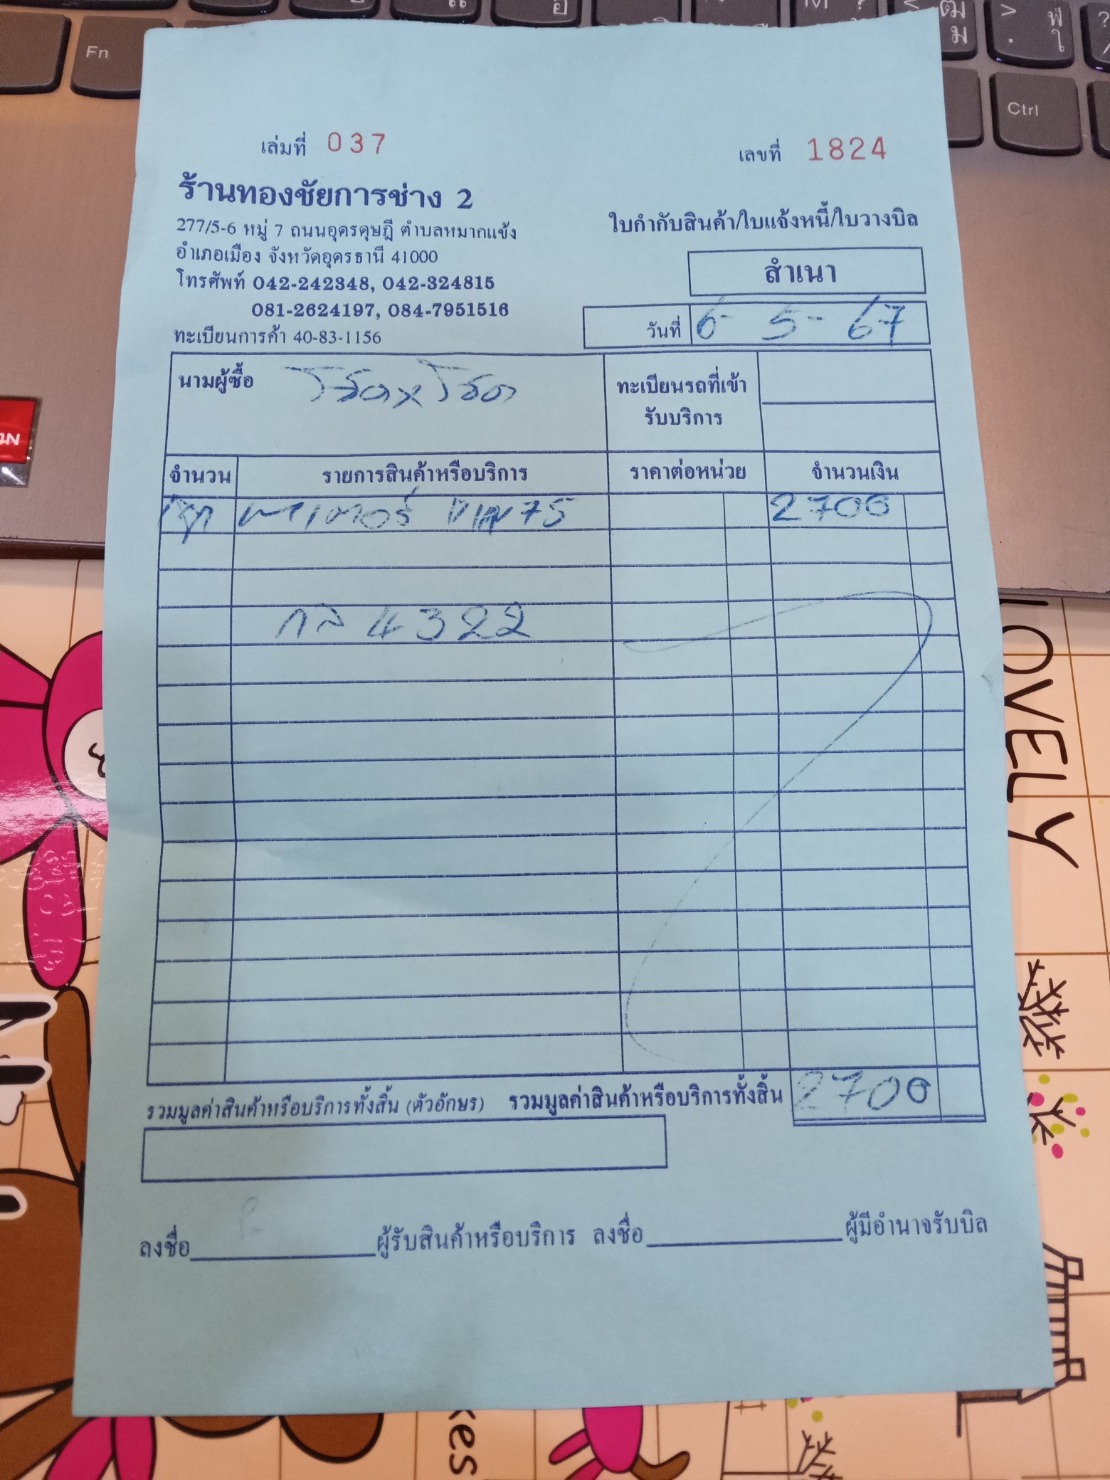 Fn
Ctrl
เล่มที่ 037
เลขที่ 1824
ร้านทองชัยการช่าง 2
277/5-6 หมู่ 7 ถนนอุดรดุษฎี ตำบลหมากแข้ง
อำเภอเมือง จังหวัดอุดรธานี 41000
โทรศัพท์ 042-242348, 042-324815
081-2624197, 084-7951516
ทะเบียนการค้า 40-83-1156
ใบกำกับสินค้า/ใบแจ้งหนี้/ใบวางบิล
สำเนา
วันที่ 6-5-67
นามผู้ซื้อ
ทะเบียนรถที่เข้า
รับบริการ
จำนวน รายการสินค้าหรือบริการ ราคาต่อหน่วย จำนวนเงิน
75 2700
4322
รวมมูลค่าสินค้าหรือบริการทั้งสิ้น (ตัวอักษร) รวมมูลค่าสินค้าหรือบริการทั้งสิ้น 2700
ลงชื่อ ผู้รับสินค้าหรือบริการ ลงชื่อ ผู้มีอำนาจรับบิล
LOVELY